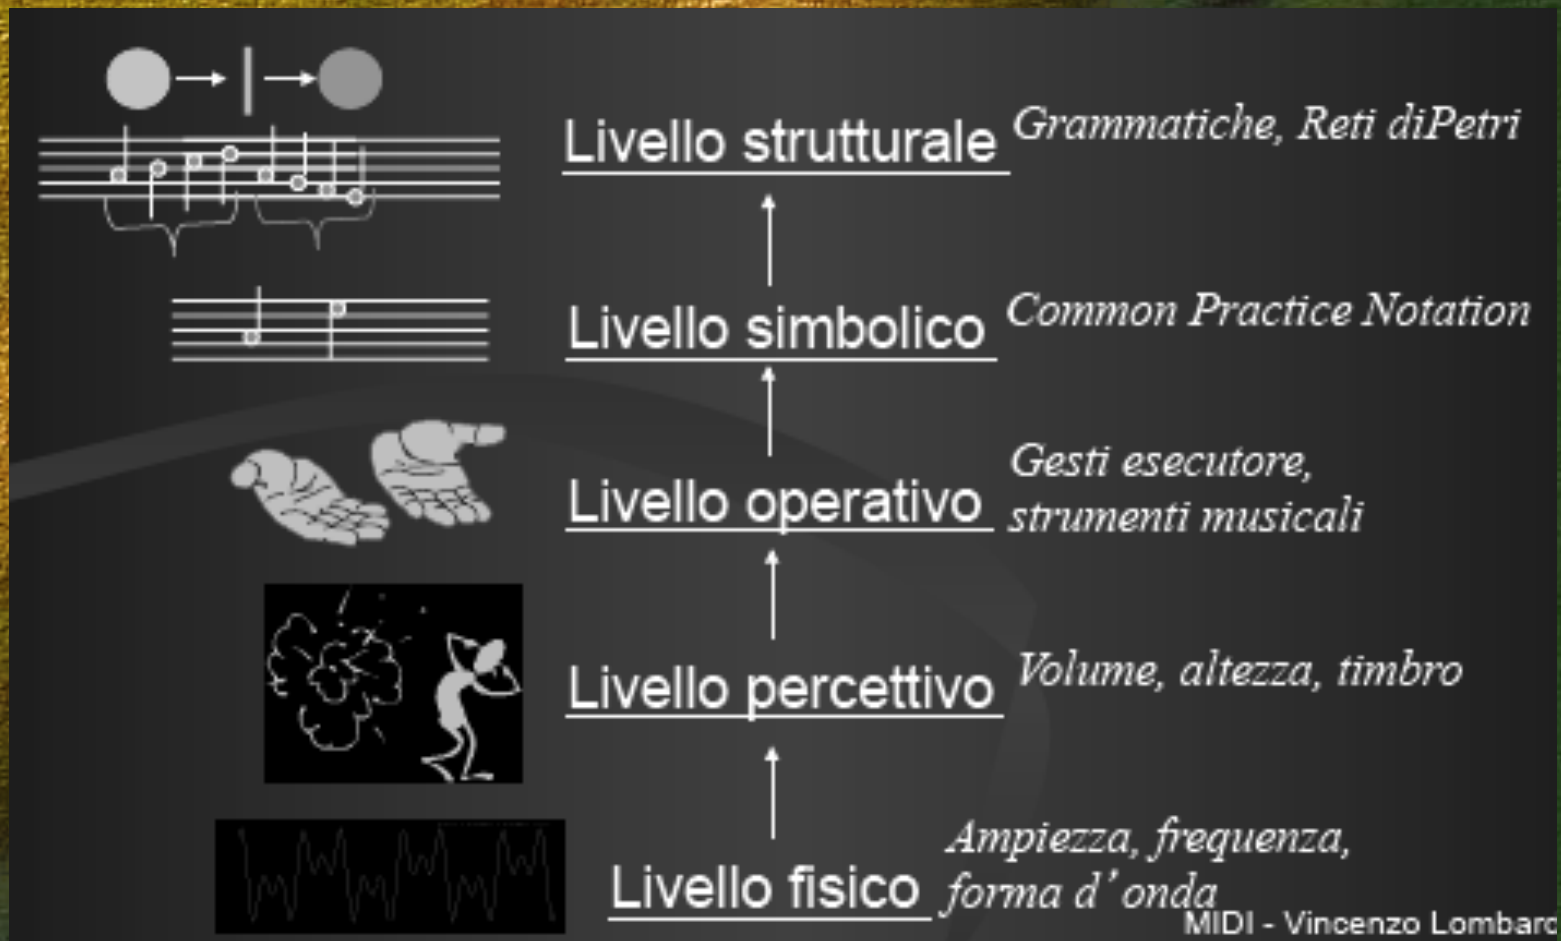 Livello strutturale Grammatiche, Reti diPetri
Livello simbolico Common Practice Notation
Livello operativo Gesti esecutore,
strumenti musicali
Livello percettivo Volume, altezza, timbro
Livello fisico Ampiezza, frequenza,
forma d’onda
MIDI - Vincenzo Lombard